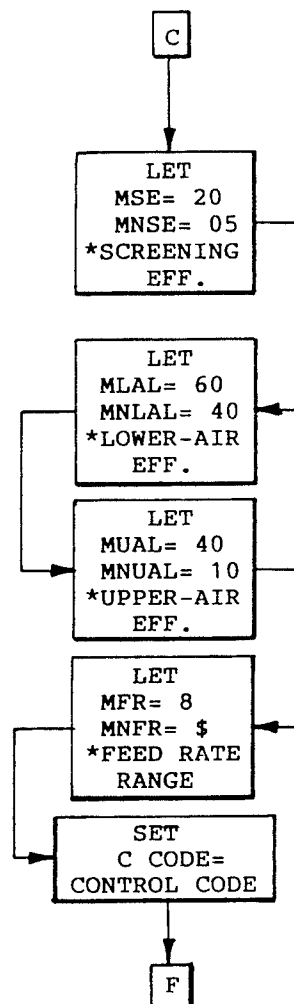 C
LET
MSE= 20
MNSE= 05
*SCREENING
EFF.
LET
MLAL= 60
MNLAL= 40
*LOWER-AIR
EFF.
LET
MUAL= 40
MNUAL= 10
*UPPER-AIR
EFF.
LET
MFR= 8
MNFR= $
*FEED RATE
RANGE
SET
C CODE=
CONTROL CODE
F